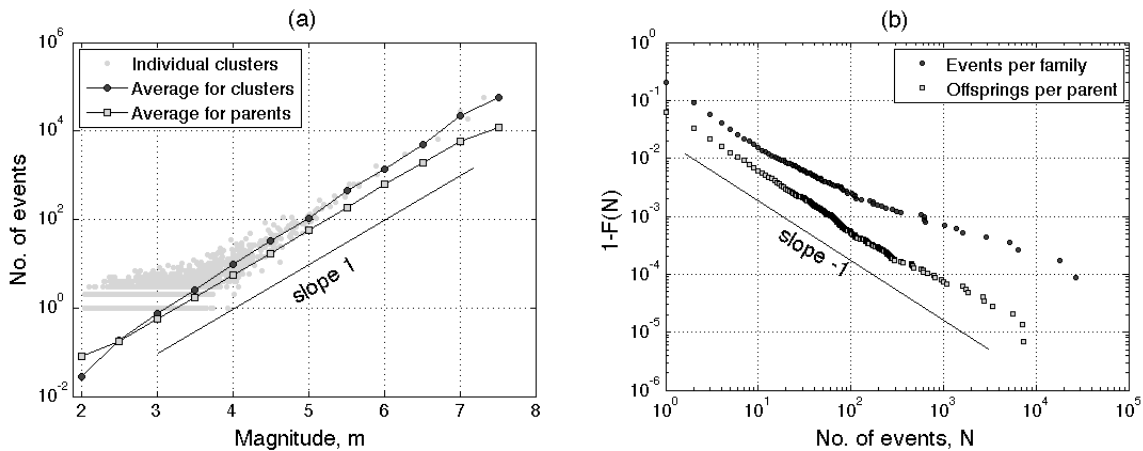 (a)
10^6
10^4
10^2
10^0
10^-2
No. of events
Individual clusters
Average for clusters
Average for parents
slope 1
2 3 4 5 6 7 8
Magnitude, m
(b)
10^0
10^-1
10^-2
10^-3
10^-4
10^-5
10^-6
1-F(N)
Events per family
Offsprings per parent
slope -1
10^0 10^1 10^2 10^3 10^4 10^5
No. of events, N